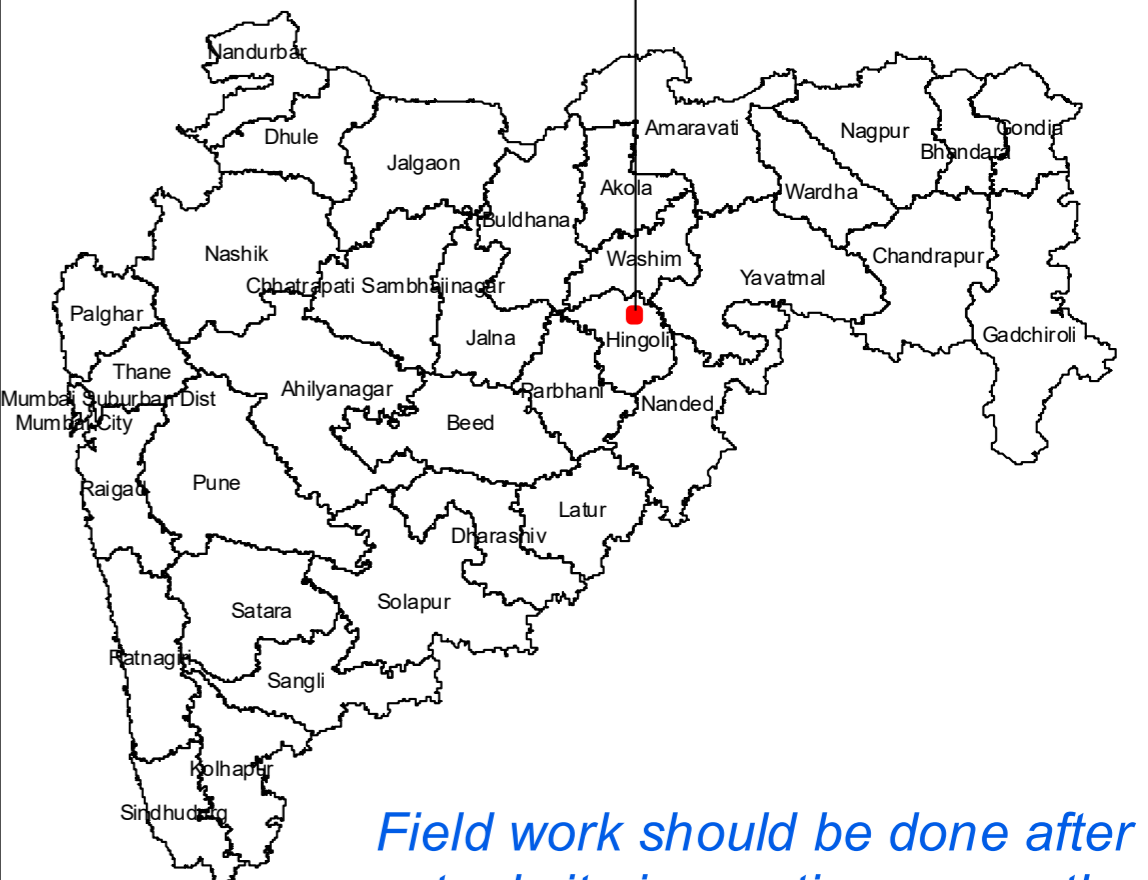 Nandurbar
Dhule
Jalgaon
Amaravati
Nagpur
Gondia
Bhandara
Akola
Wardha
Buldhana
Nashik
Washim
Chandrapur
Yavatmal
Chhatrapati Sambhajinagar
Palghar
Jalna
Hingoli
Gadchiroli
Thane
Ahilyanagar
Parbhani
Mumbai Suburban Dist
Nanded
Mumbai City
Beed
Raigad
Pune
Latur
Dharashiv
Solapur
Satara
Ratnagiri
Sangli
Kolhapur
Sindhudurg
Field work should be done after